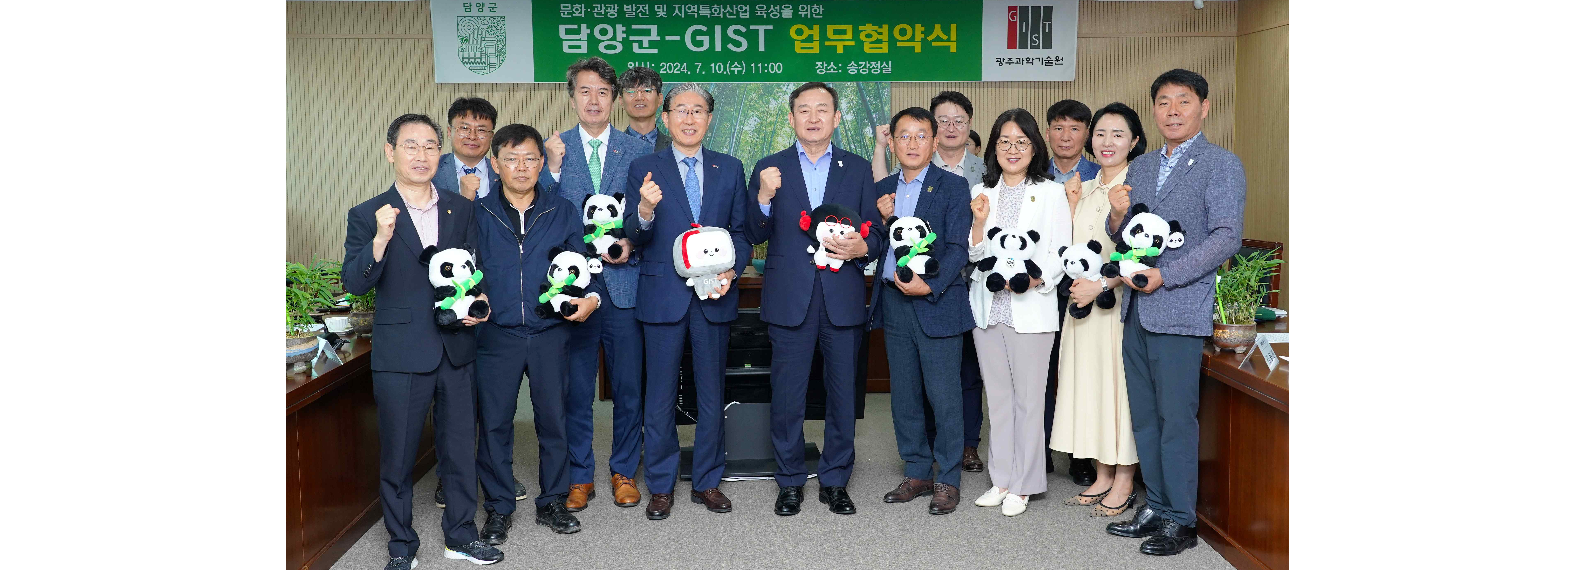 담양군
문화·관광 발전 및 지역특화산업 육성을 위한
담양군-GIST 업무협약식
일시: 2024. 7. 10.(수) 11:00 장소: 송강정실
GIST
광주과학기술원